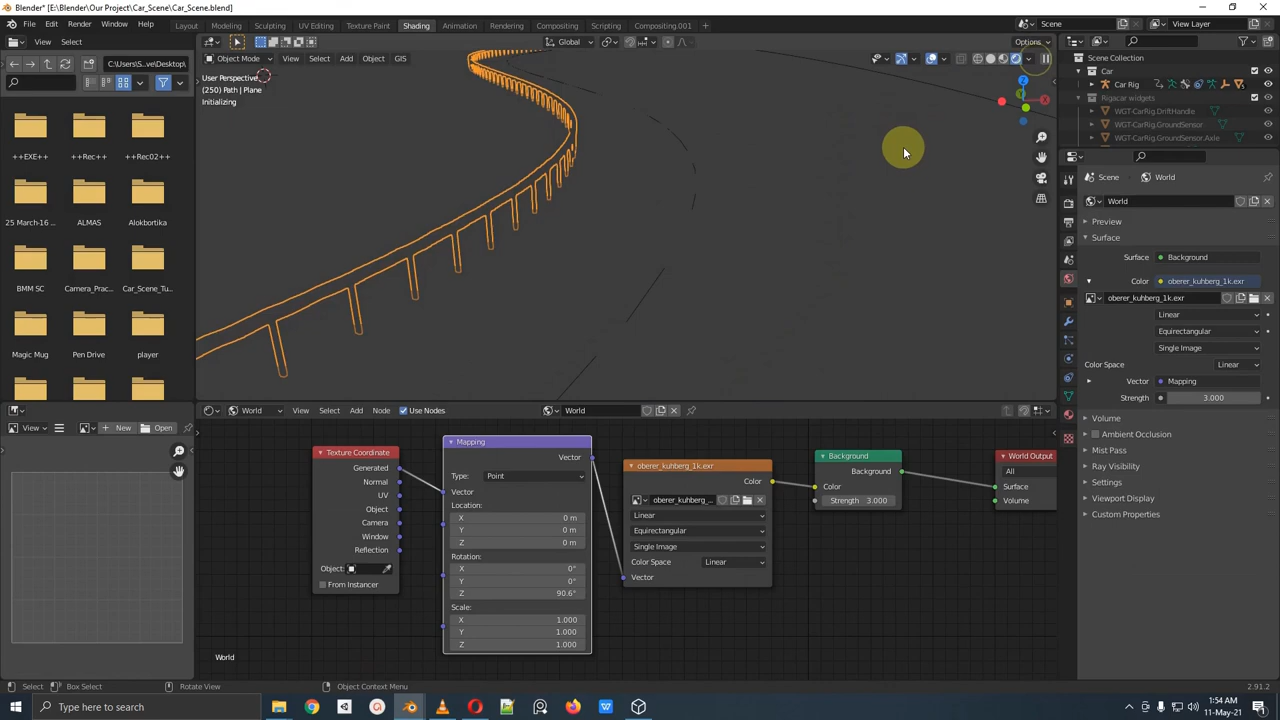 Blender* [E:\Our Project\Car_Scene\Car_Scene.blend]
File Edit Render Window Help
Layout Modeling Sculpting UV Editing Texture Paint Shading Animation Rendering Compositing Compositing.001 +
Scene
View Layer
View Select
Global
Options
C:\Users\S..ve\Desktop\
Object Mode View Select Add Object GIS
User Perspective
(250) Path | Plane
Initializing
X
++EXE++ ++Rec++ ++Rec02++
25 March-16 ... ALMAS Alokbortika
BMM SC Camera_Prac... Car_Scene_Tu...
Magic Mug Pen Drive player
Scene Collection
Car
Car Rig
Rigacar widgets
WGT-CarRig.DriftHandle
WGT-CarRig.GroundSensor
WGT-CarRig.GroundSensor.Axle
Scene > World
World
Preview
Surface
Surface Background
Color oberer_kuhberg_1k.exr
oberer_kuhberg_1k.exr
Linear
Equirectangular
Single Image
Color Space Linear
Vector Mapping
Strength 3.000
Volume
Ambient Occlusion
Mist Pass
Ray Visibility
Settings
Viewport Display
Custom Properties
View + New Open
World View Select Add Node Use Nodes World
Texture Coordinate
Generated
Normal
UV
Object
Camera
Window
Reflection
Object:
From Instancer
Mapping
Vector
Type: Point
Vector
Location:
X 0 m
Y 0 m
Z 0 m
Rotation:
X 0°
Y 0°
Z 90.6°
Scale:
X 1.000
Y 1.000
Z 1.000
oberer_kuhberg_1k.exr
Color
oberer_kuhberg_...
Linear
Equirectangular
Single Image
Color Space Linear
Vector
Background
Background
Color
Strength 3.000
World Output
All
Surface
Volume
World
Select Box Select Rotate View Object Context Menu 2.91.2
Type here to search
1:54 AM
11-May-21